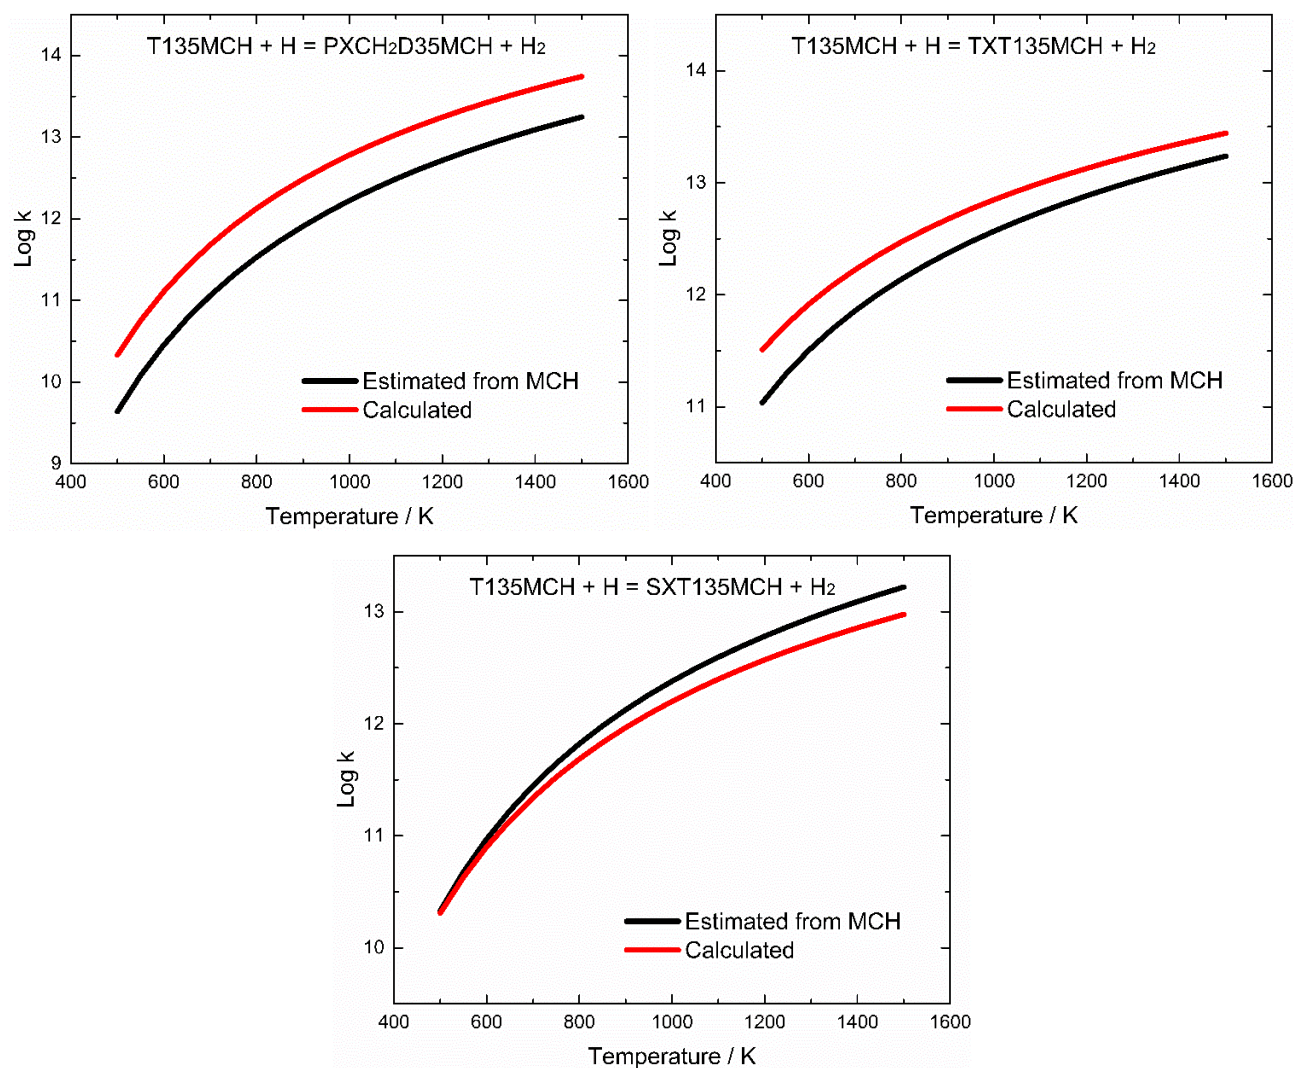 T135MCH + H = PXCH2D35MCH + H2
14
13
12
11
10
9
Log k
Estimated from MCH
Calculated
400 600 800 1000 1200 1400 1600
Temperature / K
T135MCH + H = TXT135MCH + H2
14
13
12
11
Log k
Estimated from MCH
Calculated
400 600 800 1000 1200 1400 1600
Temperature / K
T135MCH + H = SXT135MCH + H2
13
12
11
10
Log k
Estimated from MCH
Calculated
400 600 800 1000 1200 1400 1600
Temperature / K